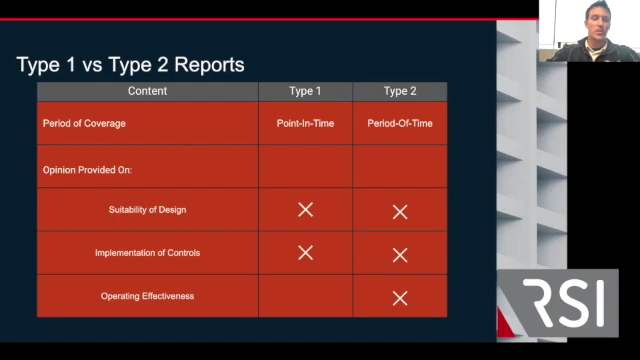 Type 1 vs Type 2 Reports
Content Type 1 Type 2
Period of Coverage Point-In-Time Period-Of-Time
Opinion Provided On:
Suitability of Design
Implementation of Controls
Operating Effectiveness
RSI